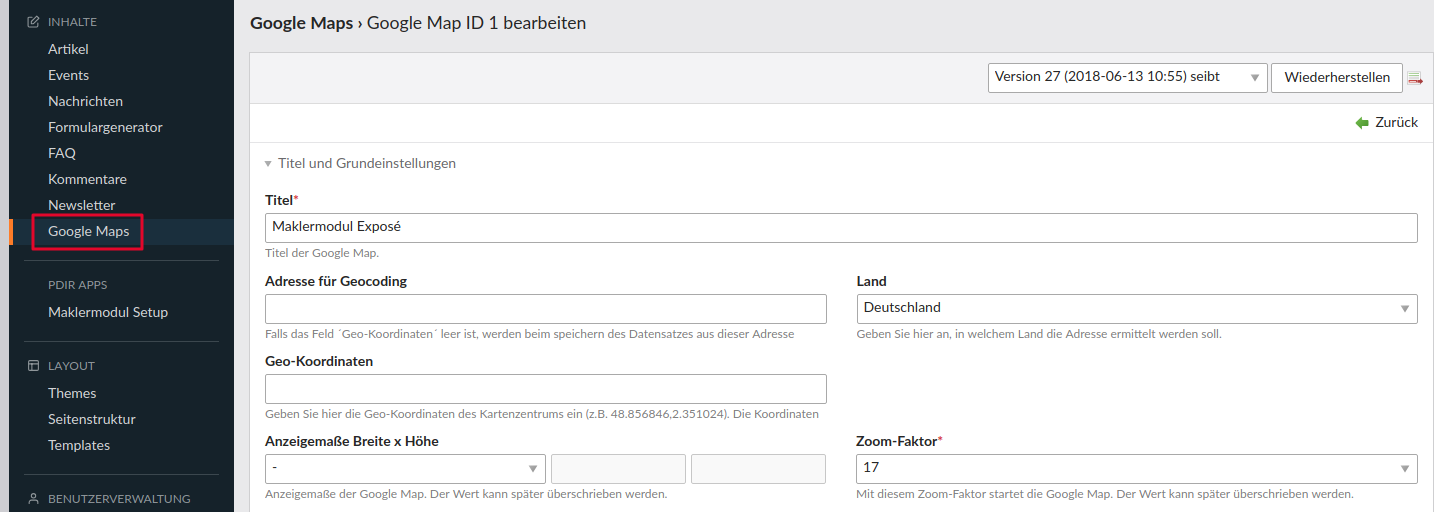 INHALTE
Artikel
Events
Nachrichten
Formulargenerator
FAQ
Kommentare
Newsletter
Google Maps
PDIR APPS
Maklermodul Setup
LAYOUT
Themes
Seitenstruktur
Templates
BENUTZERVERWALTUNG
Google Maps › Google Map ID 1 bearbeiten
Version 27 (2018-06-13 10:55) seibt
Wiederherstellen
Zurück
Titel und Grundeinstellungen
Titel*
Maklermodul Exposé
Titel der Google Map.
Adresse für Geocoding
Falls das Feld ´Geo-Koordinaten´ leer ist, werden beim speichern des Datensatzes aus dieser Adresse
Land
Deutschland
Geben Sie hier an, in welchem Land die Adresse ermittelt werden soll.
Geo-Koordinaten
Geben Sie hier die Geo-Koordinaten des Kartenzentrums ein (z.B. 48.856846,2.351024). Die Koordinaten
Anzeigemaße Breite x Höhe
-
Anzeigemaße der Google Map. Der Wert kann später überschrieben werden.
Zoom-Faktor*
17
Mit diesem Zoom-Faktor startet die Google Map. Der Wert kann später überschrieben werden.